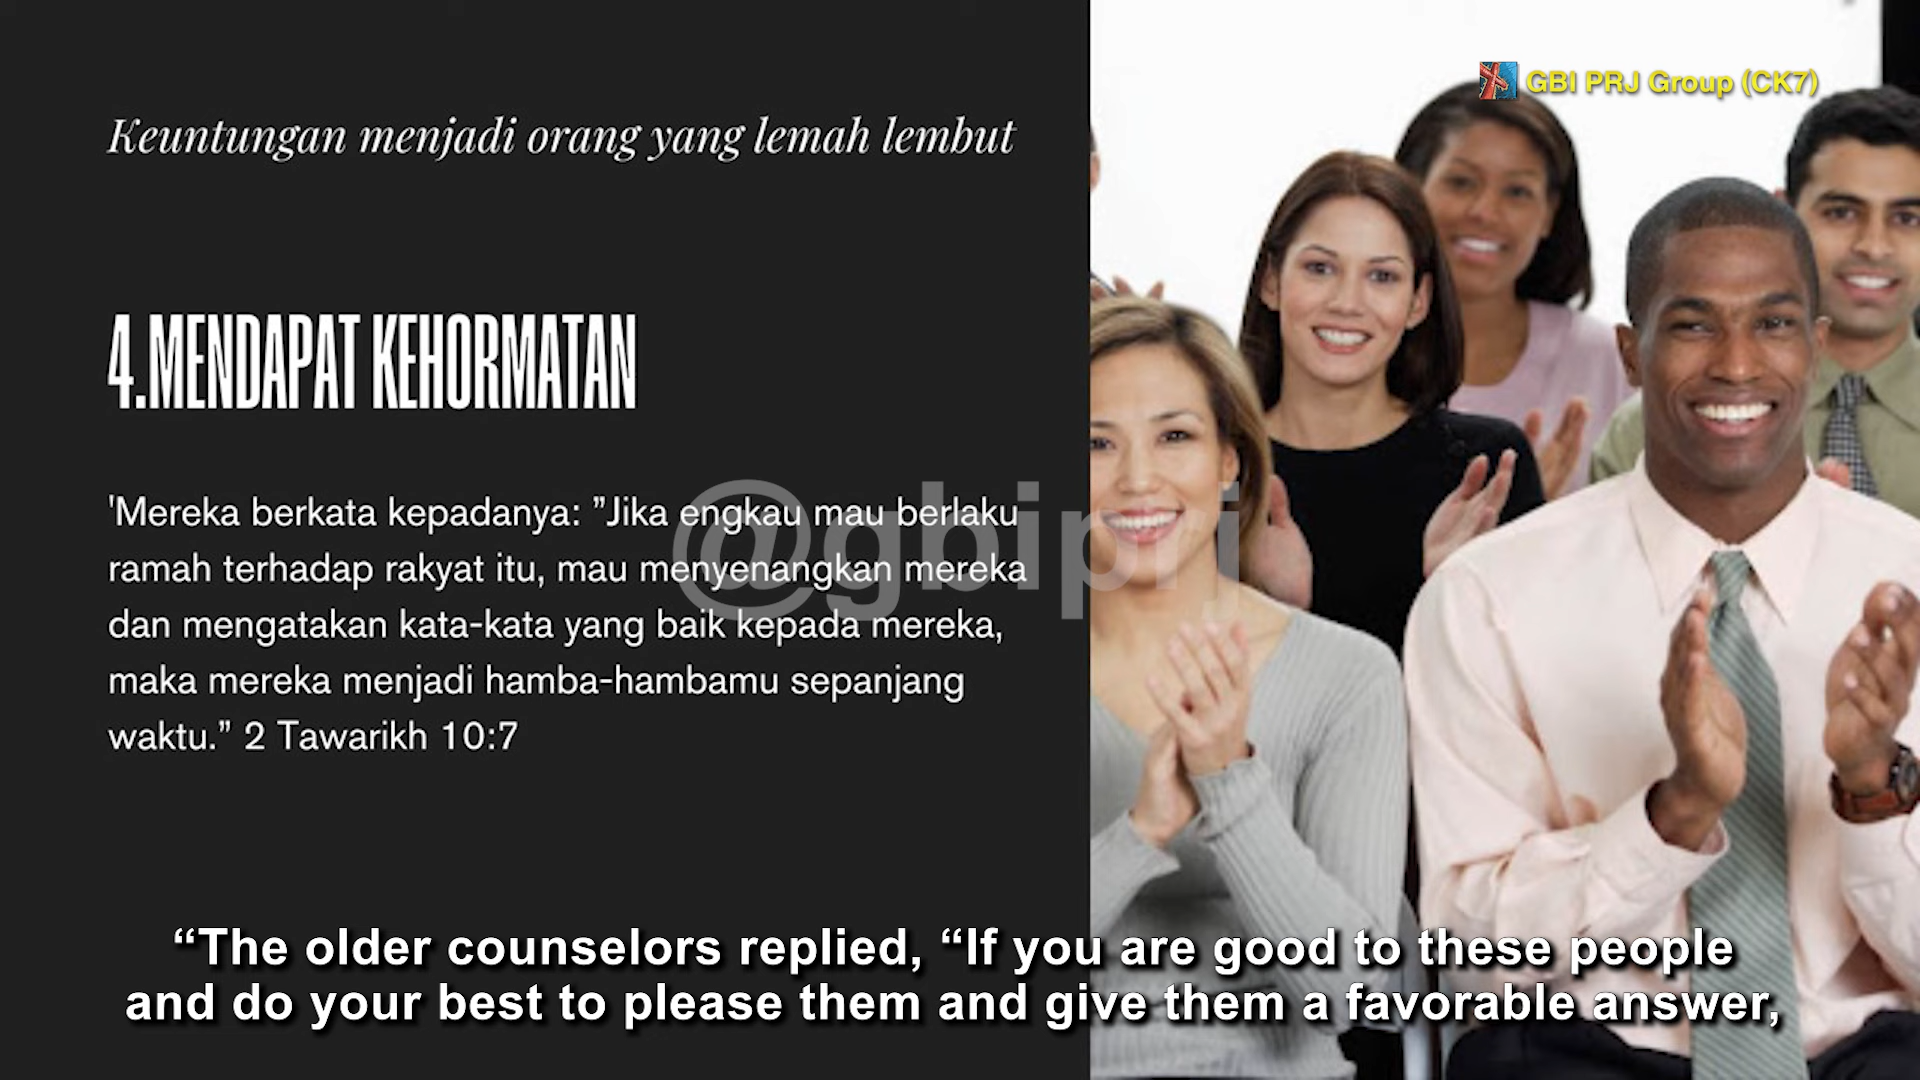 GBI PRJ Group (CK7)
Keuntungan menjadi orang yang lemah lembut
4.MENDAPAT KEHORMATAN
'Mereka berkata kepadanya: ”Jika engkau mau berlaku
ramah terhadap rakyat itu, mau menyenangkan mereka
dan mengatakan kata-kata yang baik kepada mereka,
maka mereka menjadi hamba-hambamu sepanjang
waktu.” 2 Tawarikh 10:7
@gbiprj
“The older counselors replied, “If you are good to these people
and do your best to please them and give them a favorable answer,